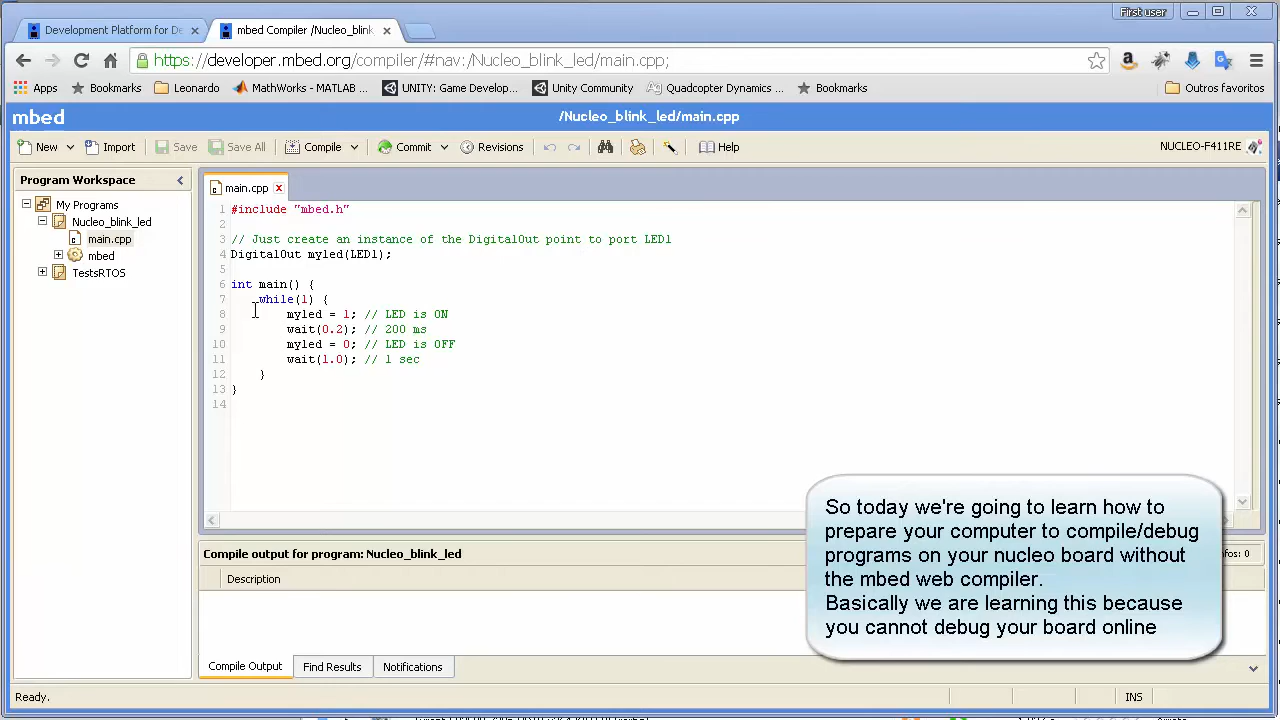 First user
Development Platform for De
mbed Compiler /Nucleo_blink
https://developer.mbed.org/compiler/#nav:/Nucleo_blink_led/main.cpp;
Apps
Bookmarks
Leonardo
MathWorks - MATLAB ...
UNITY: Game Develop...
Unity Community
Quadcopter Dynamics ...
Bookmarks
Outros favoritos
mbed
/Nucleo_blink_led/main.cpp
New
Import
Save
Save All
Compile
Commit
Revisions
Help
NUCLEO-F411RE
Program Workspace
My Programs
Nucleo_blink_led
main.cpp
mbed
TestsRTOS
main.cpp
1 #include "mbed.h"
2
3 // Just create an instance of the DigitalOut point to port LED1
4 DigitalOut myled(LED1);
5
6 int main() {
7 while(1) {
8 myled = 1; // LED is ON
9 wait(0.2); // 200 ms
10 myled = 0; // LED is OFF
11 wait(1.0); // 1 sec
12 }
13 }
14
So today we're going to learn how to
prepare your computer to compile/debug
programs on your nucleo board without
the mbed web compiler.
Basically we are learning this because
you cannot debug your board online
Compile output for program: Nucleo_blink_led
fos: 0
Description
Compile Output
Find Results
Notifications
Ready.
INS